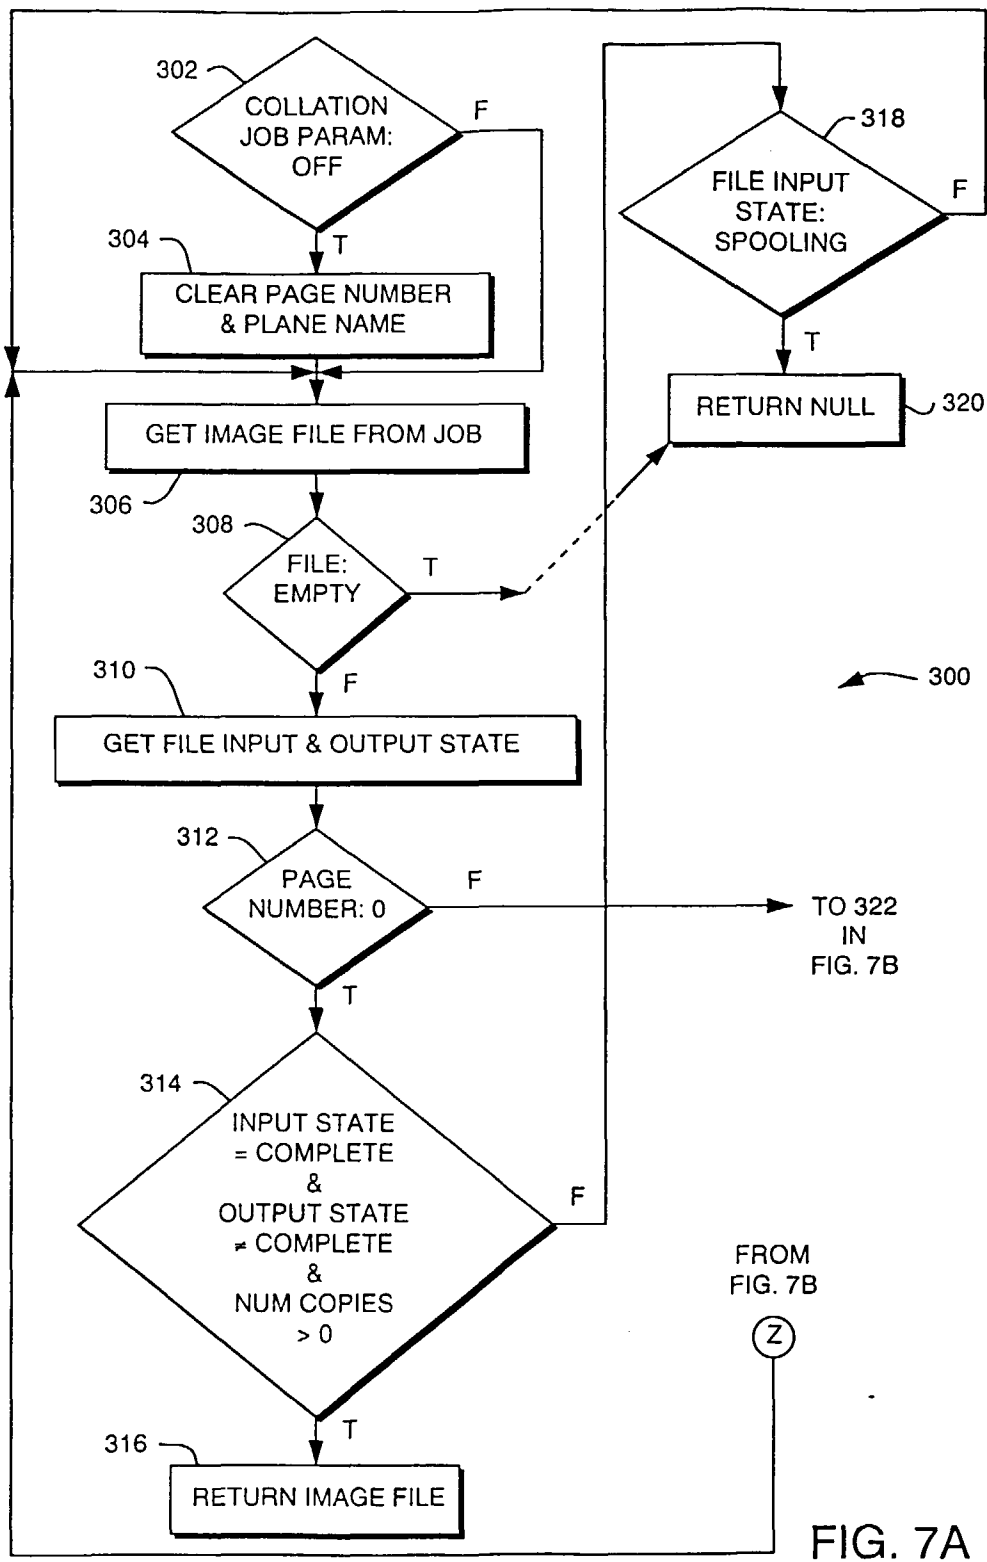 302
COLLATION
JOB PARAM:
OFF
F
T
304
CLEAR PAGE NUMBER
& PLANE NAME
GET IMAGE FILE FROM JOB
306
308
FILE:
EMPTY
T
F
310
GET FILE INPUT & OUTPUT STATE
312
PAGE
NUMBER: 0
F
T
TO 322
IN
FIG. 7B
314
INPUT STATE
= COMPLETE
&
OUTPUT STATE
≠ COMPLETE
&
NUM COPIES
> 0
F
T
316
RETURN IMAGE FILE
318
FILE INPUT
STATE:
SPOOLING
F
T
RETURN NULL
320
300
FROM
FIG. 7B
Z
FIG. 7A